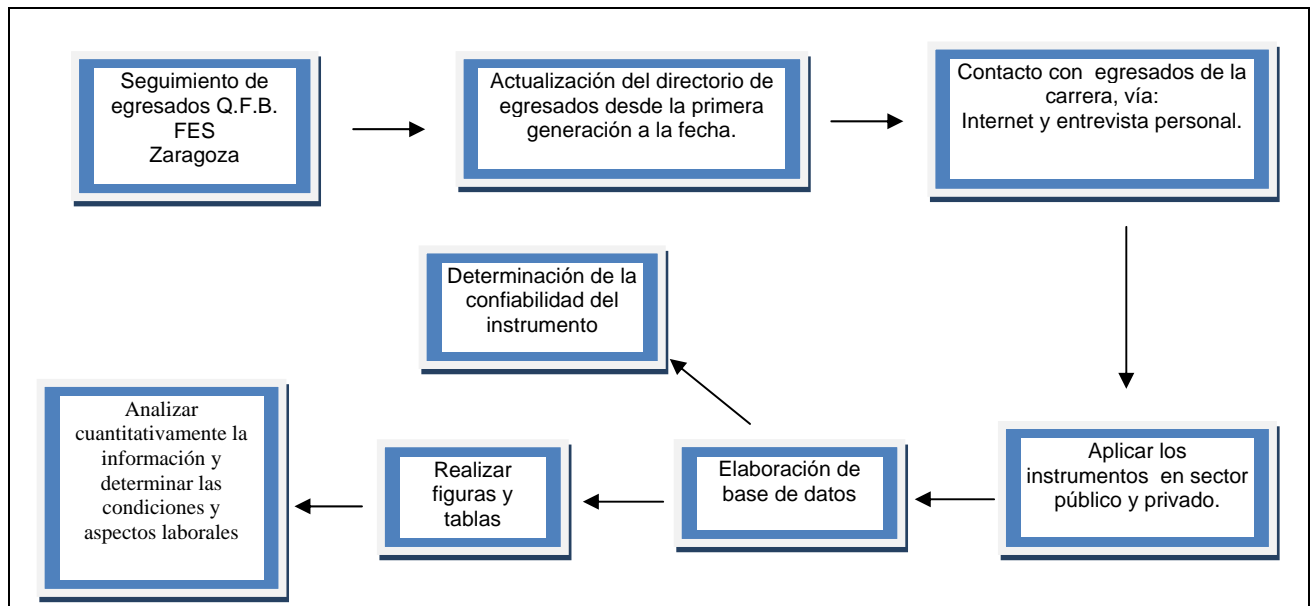 Seguimiento de
egresados Q.F.B.
FES
Zaragoza
Actualización del directorio de
egresados desde la primera
generación a la fecha.
Contacto con egresados de la
carrera, vía:
Internet y entrevista personal.
Determinación de la
confiabilidad del
instrumento
Analizar
cuantitativamente la
información y
determinar las
condiciones y
aspectos laborales
Realizar
figuras y
tablas
Elaboración de
base de datos
Aplicar los
instrumentos en sector
público y privado.